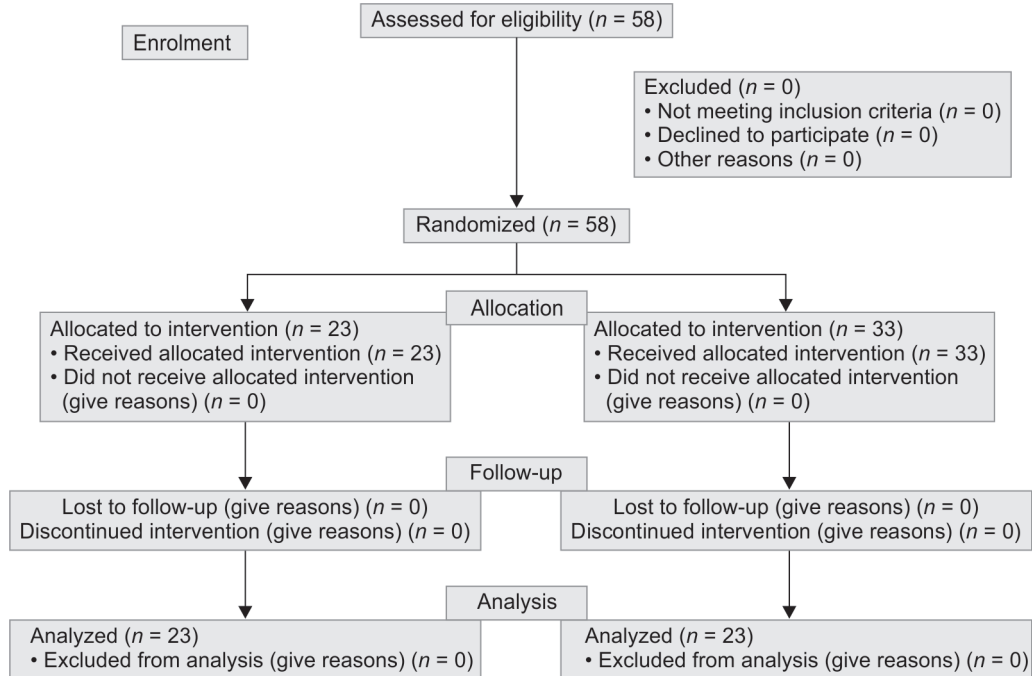 Assessed for eligibility (n = 58)
Enrolment
Excluded (n = 0)
• Not meeting inclusion criteria (n = 0)
• Declined to participate (n = 0)
• Other reasons (n = 0)
Randomized (n = 58)
Allocation
Allocated to intervention (n = 23)
• Received allocated intervention (n = 23)
• Did not receive allocated intervention
(give reasons) (n = 0)
Allocated to intervention (n = 33)
• Received allocated intervention (n = 33)
• Did not receive allocated intervention
(give reasons) (n = 0)
Follow-up
Lost to follow-up (give reasons) (n = 0)
Discontinued intervention (give reasons) (n = 0)
Lost to follow-up (give reasons) (n = 0)
Discontinued intervention (give reasons) (n = 0)
Analysis
Analyzed (n = 23)
• Excluded from analysis (give reasons) (n = 0)
Analyzed (n = 23)
• Excluded from analysis (give reasons) (n = 0)